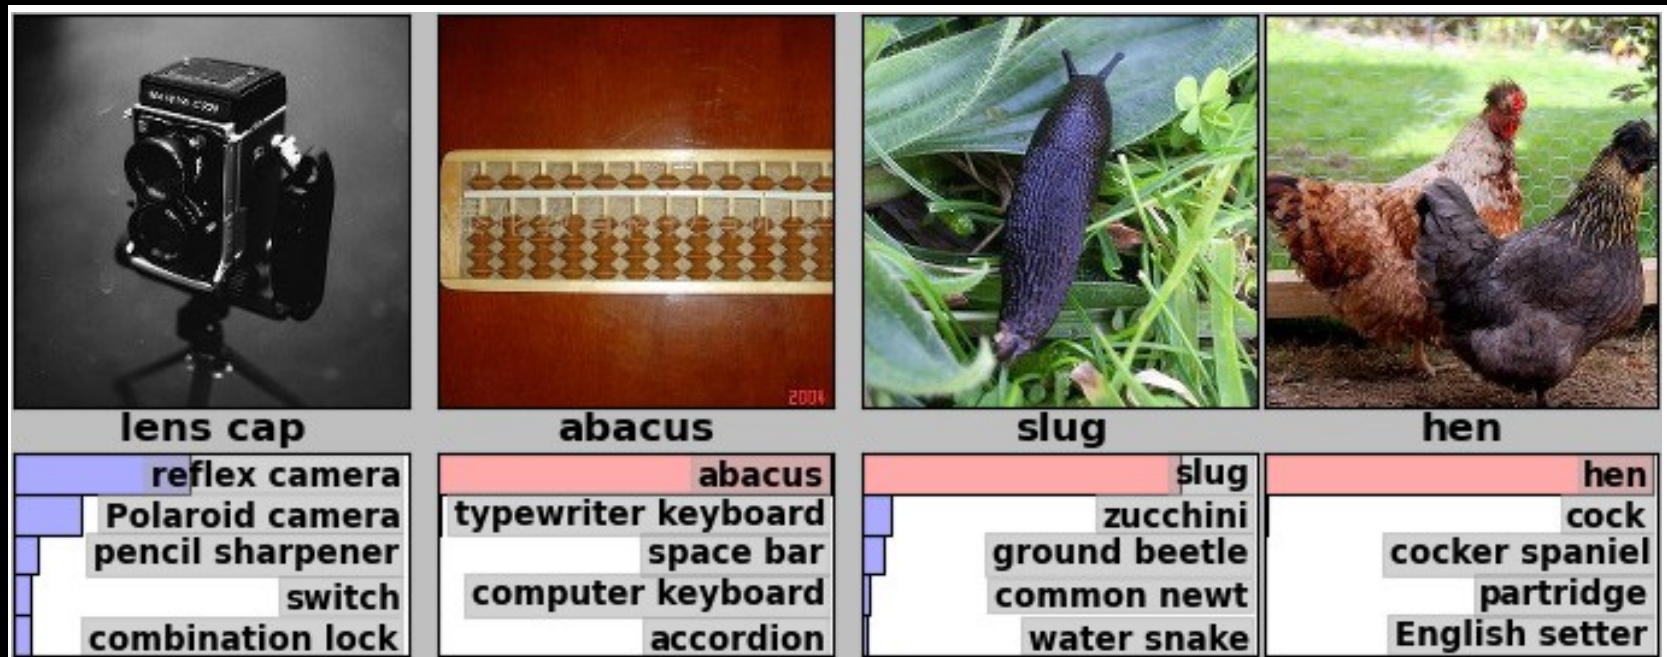 2004
lens cap
abacus
slug
hen
reflex camera
Polaroid camera
pencil sharpener
switch
combination lock
abacus
typewriter keyboard
space bar
computer keyboard
accordion
slug
zucchini
ground beetle
common newt
water snake
hen
cock
cocker spaniel
partridge
English setter